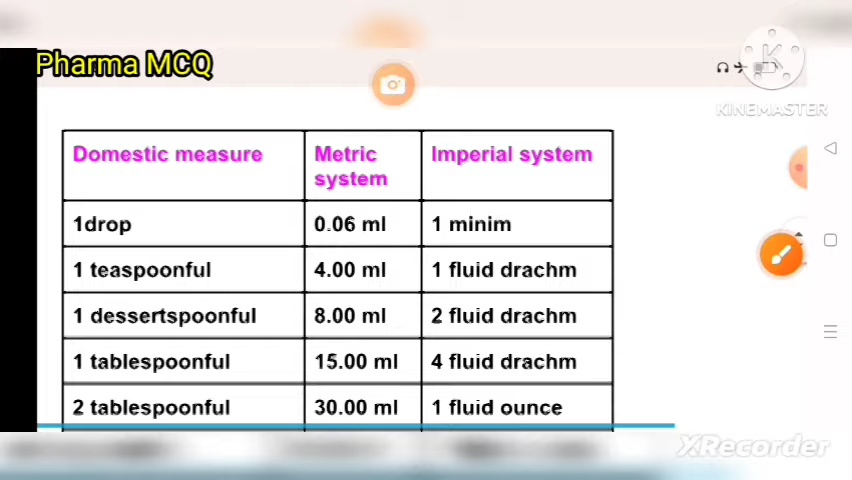 Pharma MCQ
KINEMASTER
Domestic measure Metric system Imperial system
1drop 0.06 ml 1 minim
1 teaspoonful 4.00 ml 1 fluid drachm
1 dessertspoonful 8.00 ml 2 fluid drachm
1 tablespoonful 15.00 ml 4 fluid drachm
2 tablespoonful 30.00 ml 1 fluid ounce
XRecorder